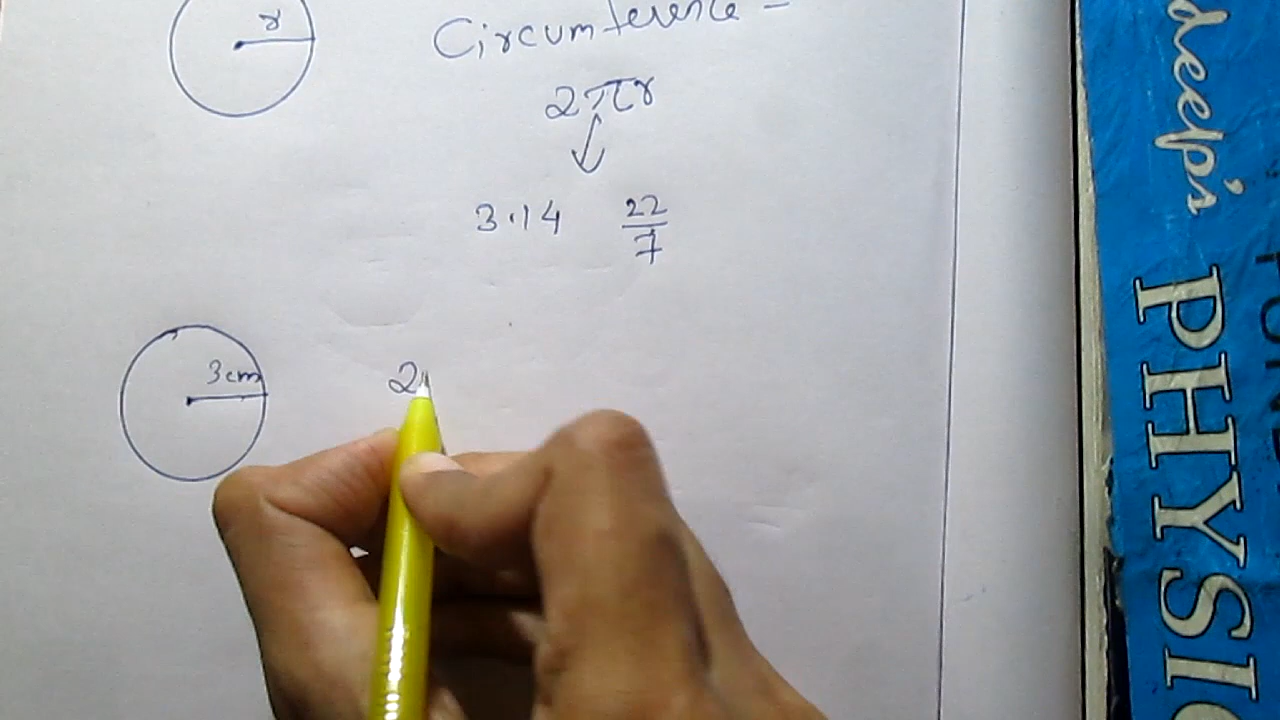 r
Circumference -
2πr
3.14 22/7
3cm
2
deep's
PHYSIC